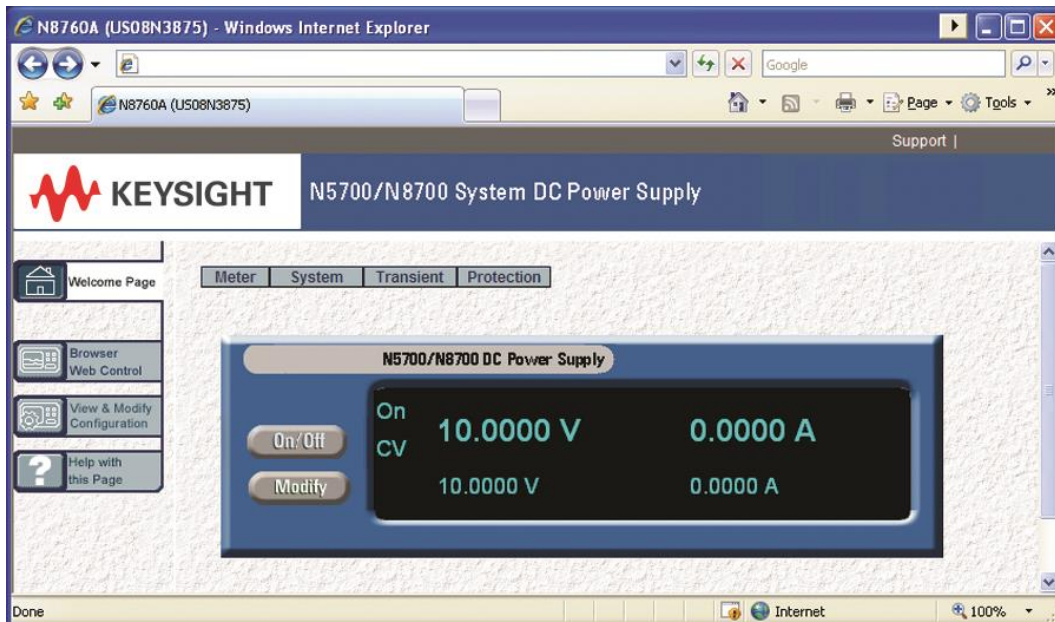 N8760A (US08N3875) - Windows Internet Explorer
Google
N8760A (US08N3875)
Page
Tools
»
Support |
KEYSIGHT
N5700/N8700 System DC Power Supply
Welcome Page
Meter
System
Transient
Protection
Browser
Web Control
View & Modify
Configuration
Help with
this Page
N5700/N8700 DC Power Supply
On/Off
Modify
On
CV
10.0000 V
0.0000 A
10.0000 V
0.0000 A
Done
Internet
100%